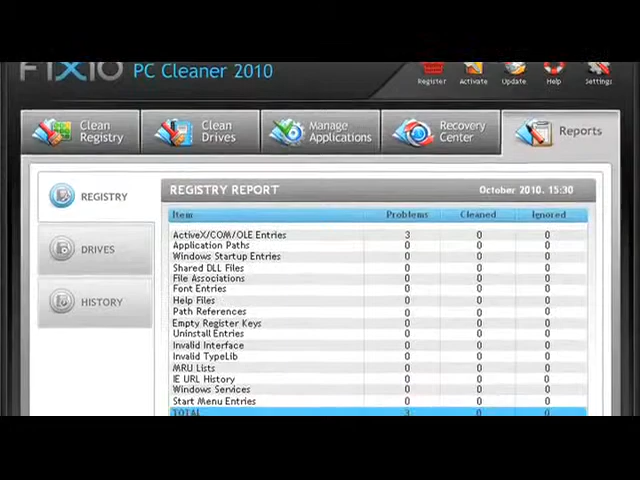 FIXIO PC Cleaner 2010
Register Activate Update Help Settings
Clean Registry
Clean Drives
Manage Applications
Recovery Center
Reports
REGISTRY
DRIVES
HISTORY
REGISTRY REPORT October 2010. 15:30
Item Problems Cleaned Ignored
ActiveX/COM/OLE Entries 3 0 0
Application Paths 0 0 0
Windows Startup Entries 0 0 0
Shared DLL Files 0 0 0
File Associations 0 0 0
Font Entries 0 0 0
Help Files 0 0 0
Path References 0 0 0
Empty Register Keys 0 0 0
Uninstall Entries 0 0 0
Invalid Interface 0 0 0
Invalid TypeLib 0 0 0
MRU Lists 0 0 0
IE URL History 0 0 0
Windows Services 0 0 0
Start Menu Entries 0 0 0
TOTAL 3 0 0